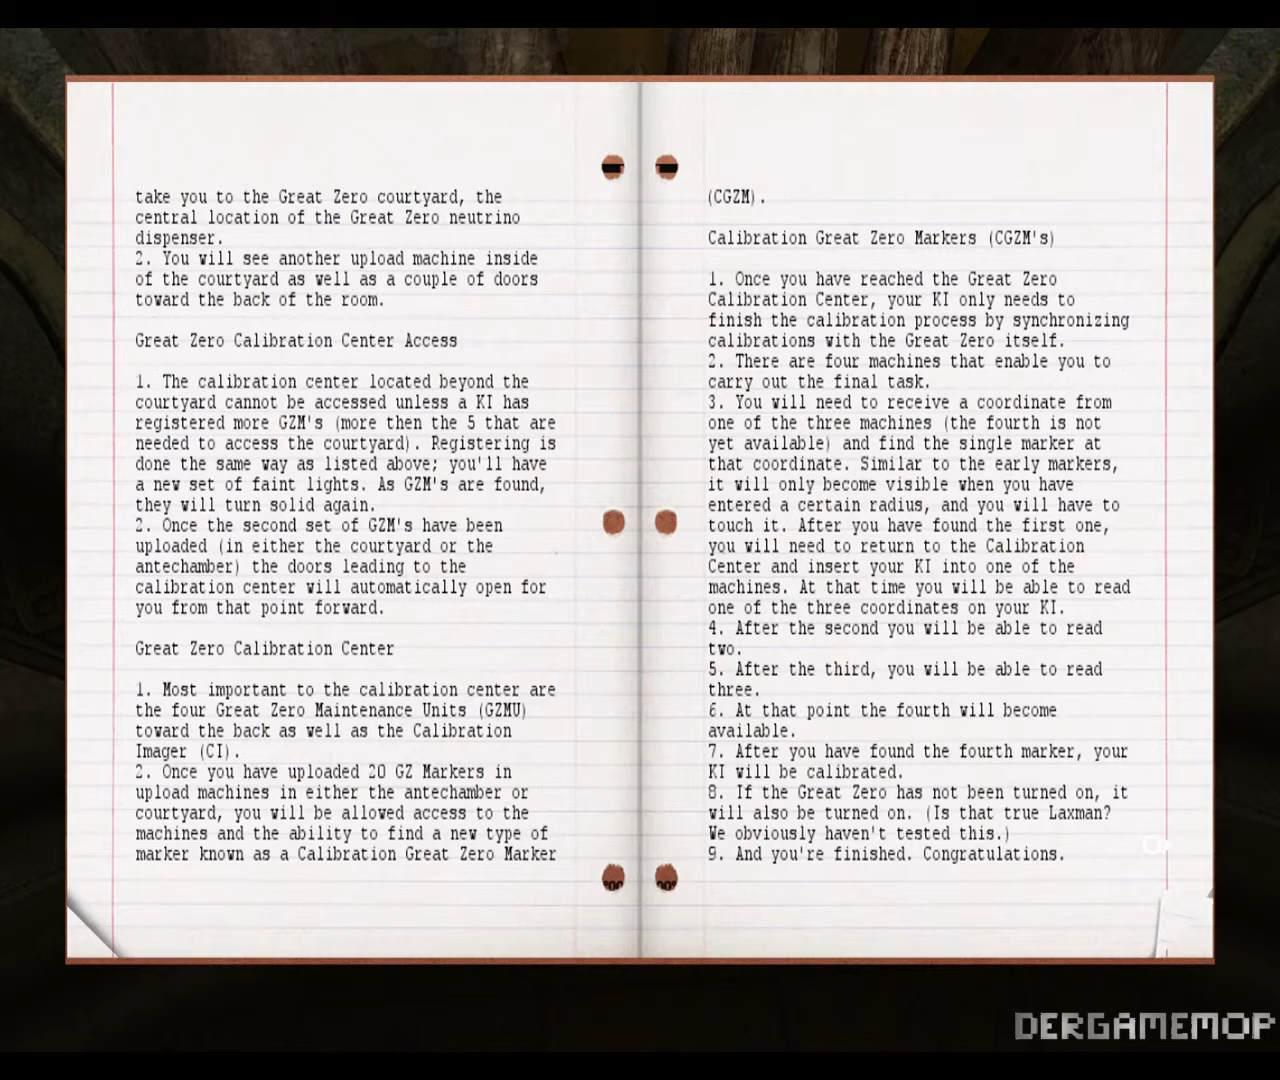 take you to the Great Zero courtyard, the
central location of the Great Zero neutrino
dispenser.
2. You will see another upload machine inside
of the courtyard as well as a couple of doors
toward the back of the room.
Great Zero Calibration Center Access
1. The calibration center located beyond the
courtyard cannot be accessed unless a KI has
registered more GZM's (more then the 5 that are
needed to access the courtyard). Registering is
done the same way as listed above; you'll have
a new set of faint lights. As GZM's are found,
they will turn solid again.
2. Once the second set of GZM's have been
uploaded (in either the courtyard or the
antechamber) the doors leading to the
calibration center will automatically open for
you from that point forward.
Great Zero Calibration Center
1. Most important to the calibration center are
the four Great Zero Maintenance Units (GZMU)
toward the back as well as the Calibration
Imager (CI).
2. Once you have uploaded 20 GZ Markers in
upload machines in either the antechamber or
courtyard, you will be allowed access to the
machines and the ability to find a new type of
marker known as a Calibration Great Zero Marker
(CGZM).
Calibration Great Zero Markers (CGZM's)
1. Once you have reached the Great Zero
Calibration Center, your KI only needs to
finish the calibration process by synchronizing
calibrations with the Great Zero itself.
2. There are four machines that enable you to
carry out the final task.
3. You will need to receive a coordinate from
one of the three machines (the fourth is not
yet available) and find the single marker at
that coordinate. Similar to the early markers,
it will only become visible when you have
entered a certain radius, and you will have to
touch it. After you have found the first one,
you will need to return to the Calibration
Center and insert your KI into one of the
machines. At that time you will be able to read
one of the three coordinates on your KI.
4. After the second you will be able to read
two.
5. After the third, you will be able to read
three.
6. At that point the fourth will become
available.
7. After you have found the fourth marker, your
KI will be calibrated.
8. If the Great Zero has not been turned on, it
will also be turned on. (Is that true Laxman?
We obviously haven't tested this.)
9. And you're finished. Congratulations.
DERGAMEMOP